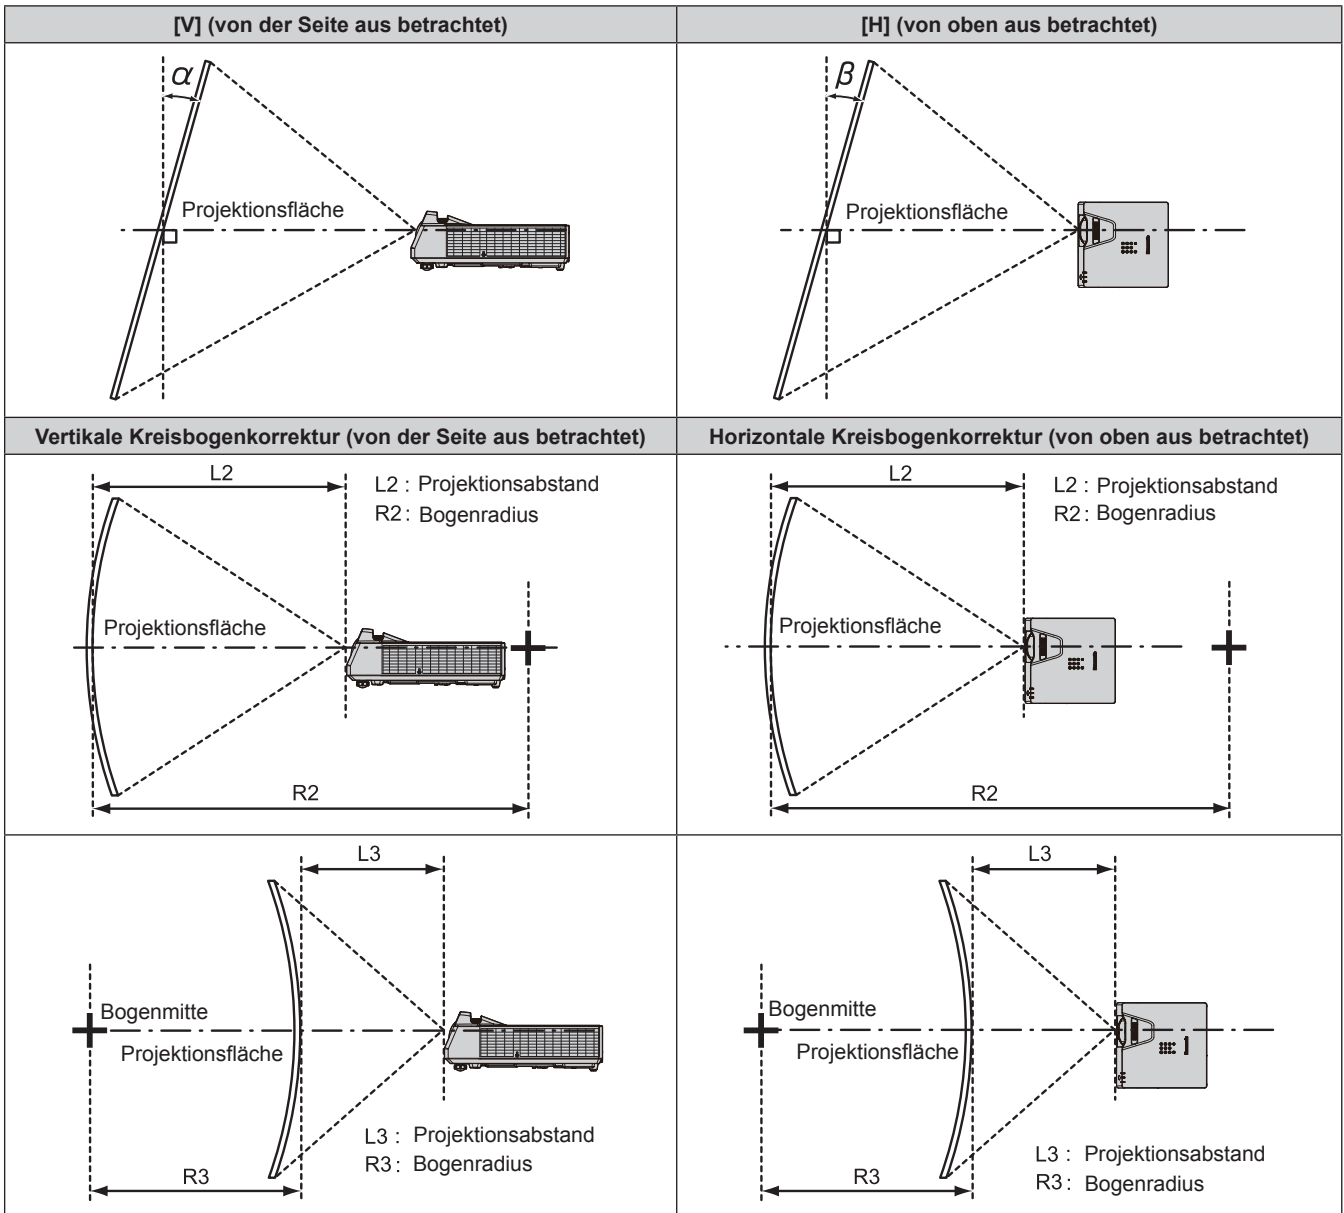 [V] (von der Seite aus betrachtet)
[H] (von oben aus betrachtet)
α
Projektionsfläche
β
Projektionsfläche
Vertikale Kreisbogenkorrektur (von der Seite aus betrachtet)
Horizontale Kreisbogenkorrektur (von oben aus betrachtet)
L2
L2 : Projektionsabstand
R2 : Bogenradius
Projektionsfläche
R2
L2
L2 : Projektionsabstand
R2 : Bogenradius
Projektionsfläche
R2
L3
Bogenmitte
Projektionsfläche
L3 : Projektionsabstand
R3 : Bogenradius
R3
L3
Bogenmitte
Projektionsfläche
L3 : Projektionsabstand
R3 : Bogenradius
R3